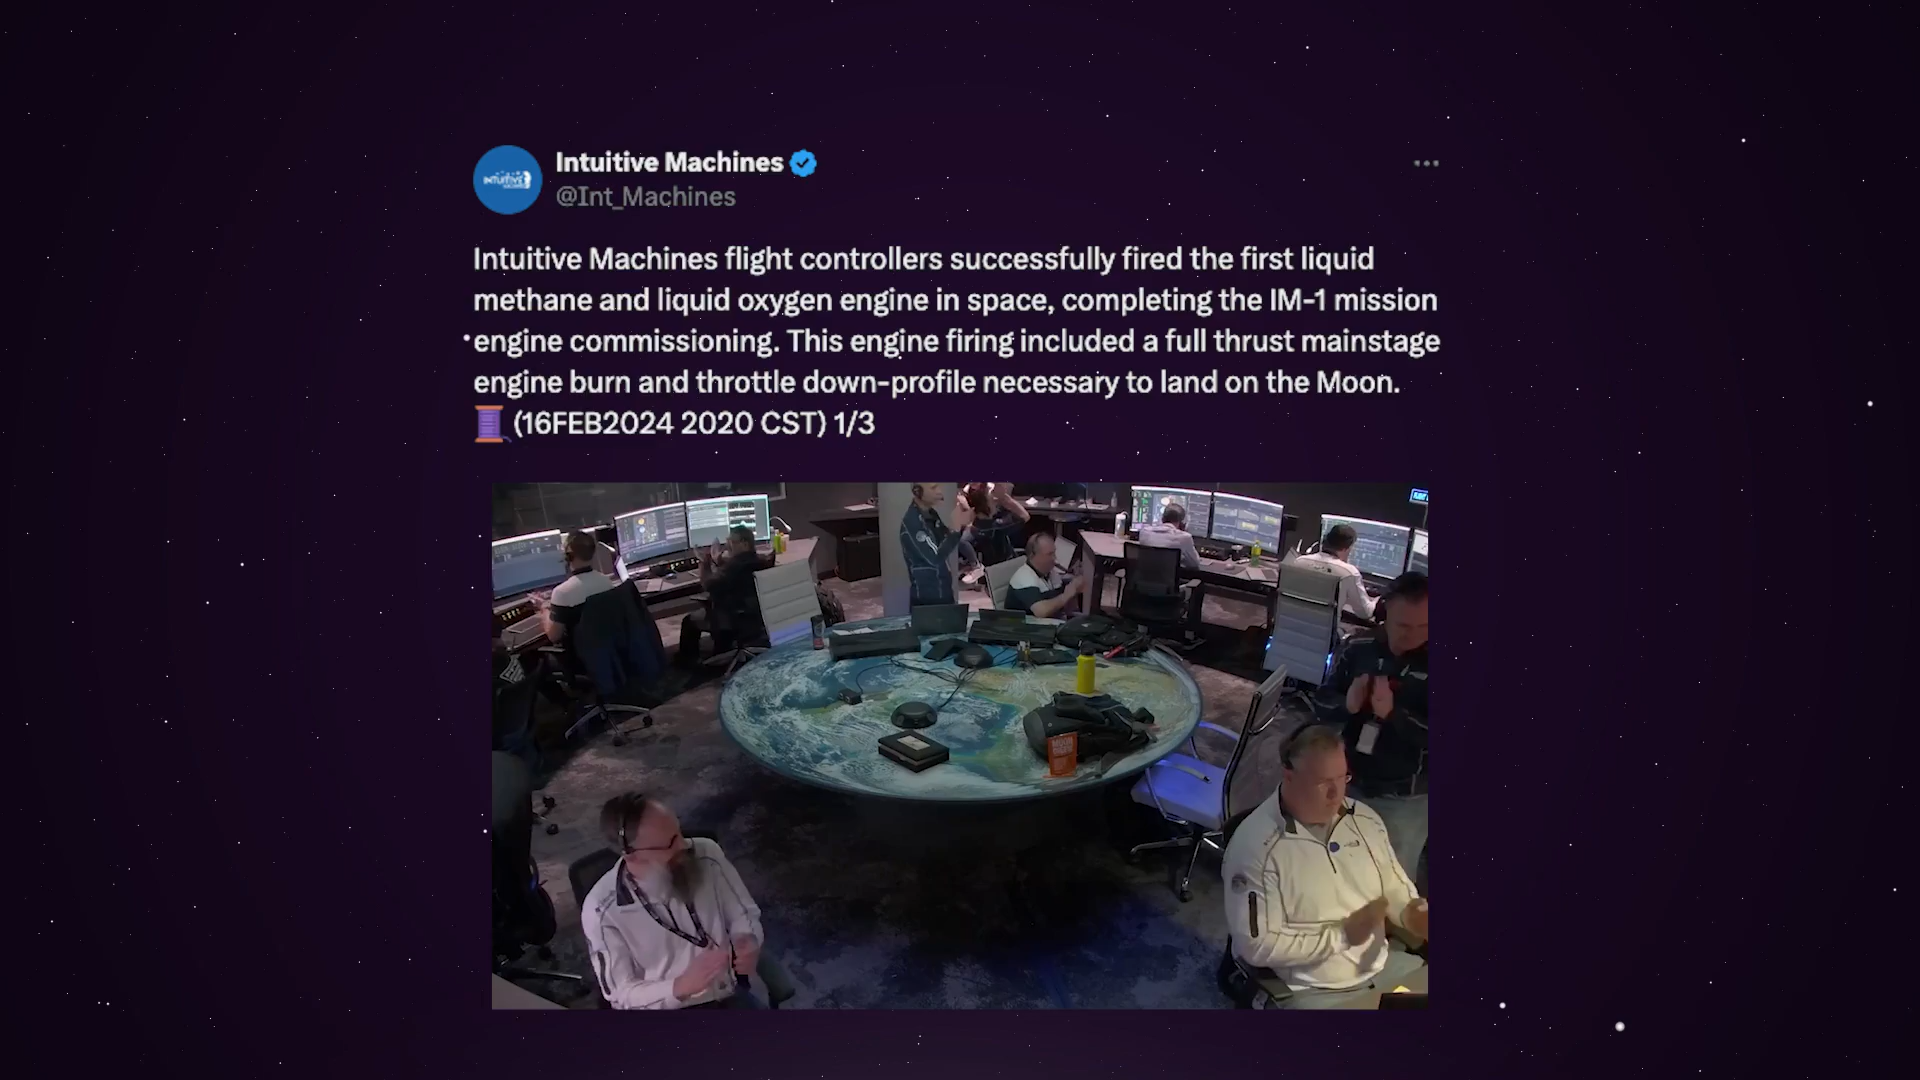 INTUITIVE
Intuitive Machines
@Int_Machines
Intuitive Machines flight controllers successfully fired the first liquid
methane and liquid oxygen engine in space, completing the IM-1 mission
engine commissioning. This engine firing included a full thrust mainstage
engine burn and throttle down-profile necessary to land on the Moon.
(16FEB2024 2020 CST) 1/3